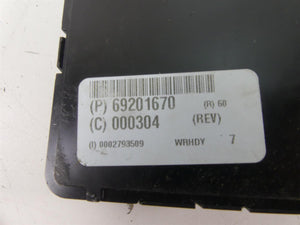 (P) 69201670 (R) 60
(C) 000304 (REV)
(I) 0002793509 WRHDY 7